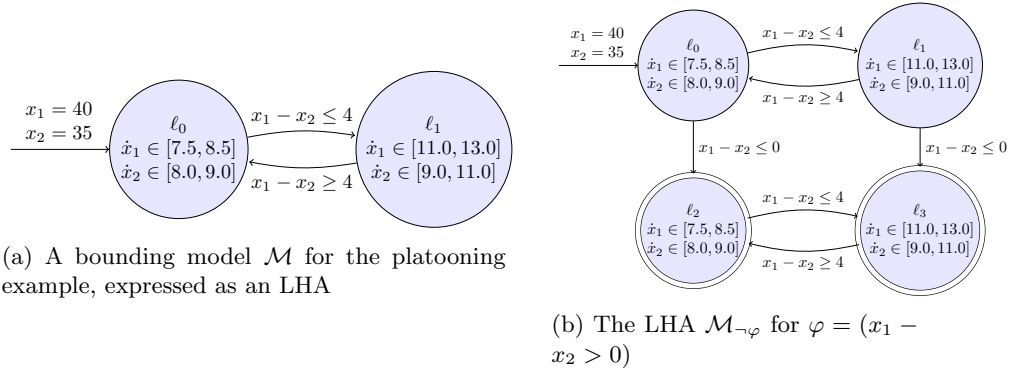 x₁ = 40
x₂ = 35
ℓ₀
ẋ₁ ∈ [7.5, 8.5]
ẋ₂ ∈ [8.0, 9.0]
x₁ − x₂ ≤ 4
x₁ − x₂ ≥ 4
ℓ₁
ẋ₁ ∈ [11.0, 13.0]
ẋ₂ ∈ [9.0, 11.0]
(a) A bounding model ℳ for the platooning
example, expressed as an LHA
x₁ = 40
x₂ = 35
ℓ₀
ẋ₁ ∈ [7.5, 8.5]
ẋ₂ ∈ [8.0, 9.0]
x₁ − x₂ ≤ 4
x₁ − x₂ ≥ 4
ℓ₁
ẋ₁ ∈ [11.0, 13.0]
ẋ₂ ∈ [9.0, 11.0]
x₁ − x₂ ≤ 0
x₁ − x₂ ≤ 0
ℓ₂
ẋ₁ ∈ [7.5, 8.5]
ẋ₂ ∈ [8.0, 9.0]
x₁ − x₂ ≤ 4
x₁ − x₂ ≥ 4
ℓ₃
ẋ₁ ∈ [11.0, 13.0]
ẋ₂ ∈ [9.0, 11.0]
(b) The LHA ℳ¬φ for φ = (x₁ −
x₂ > 0)